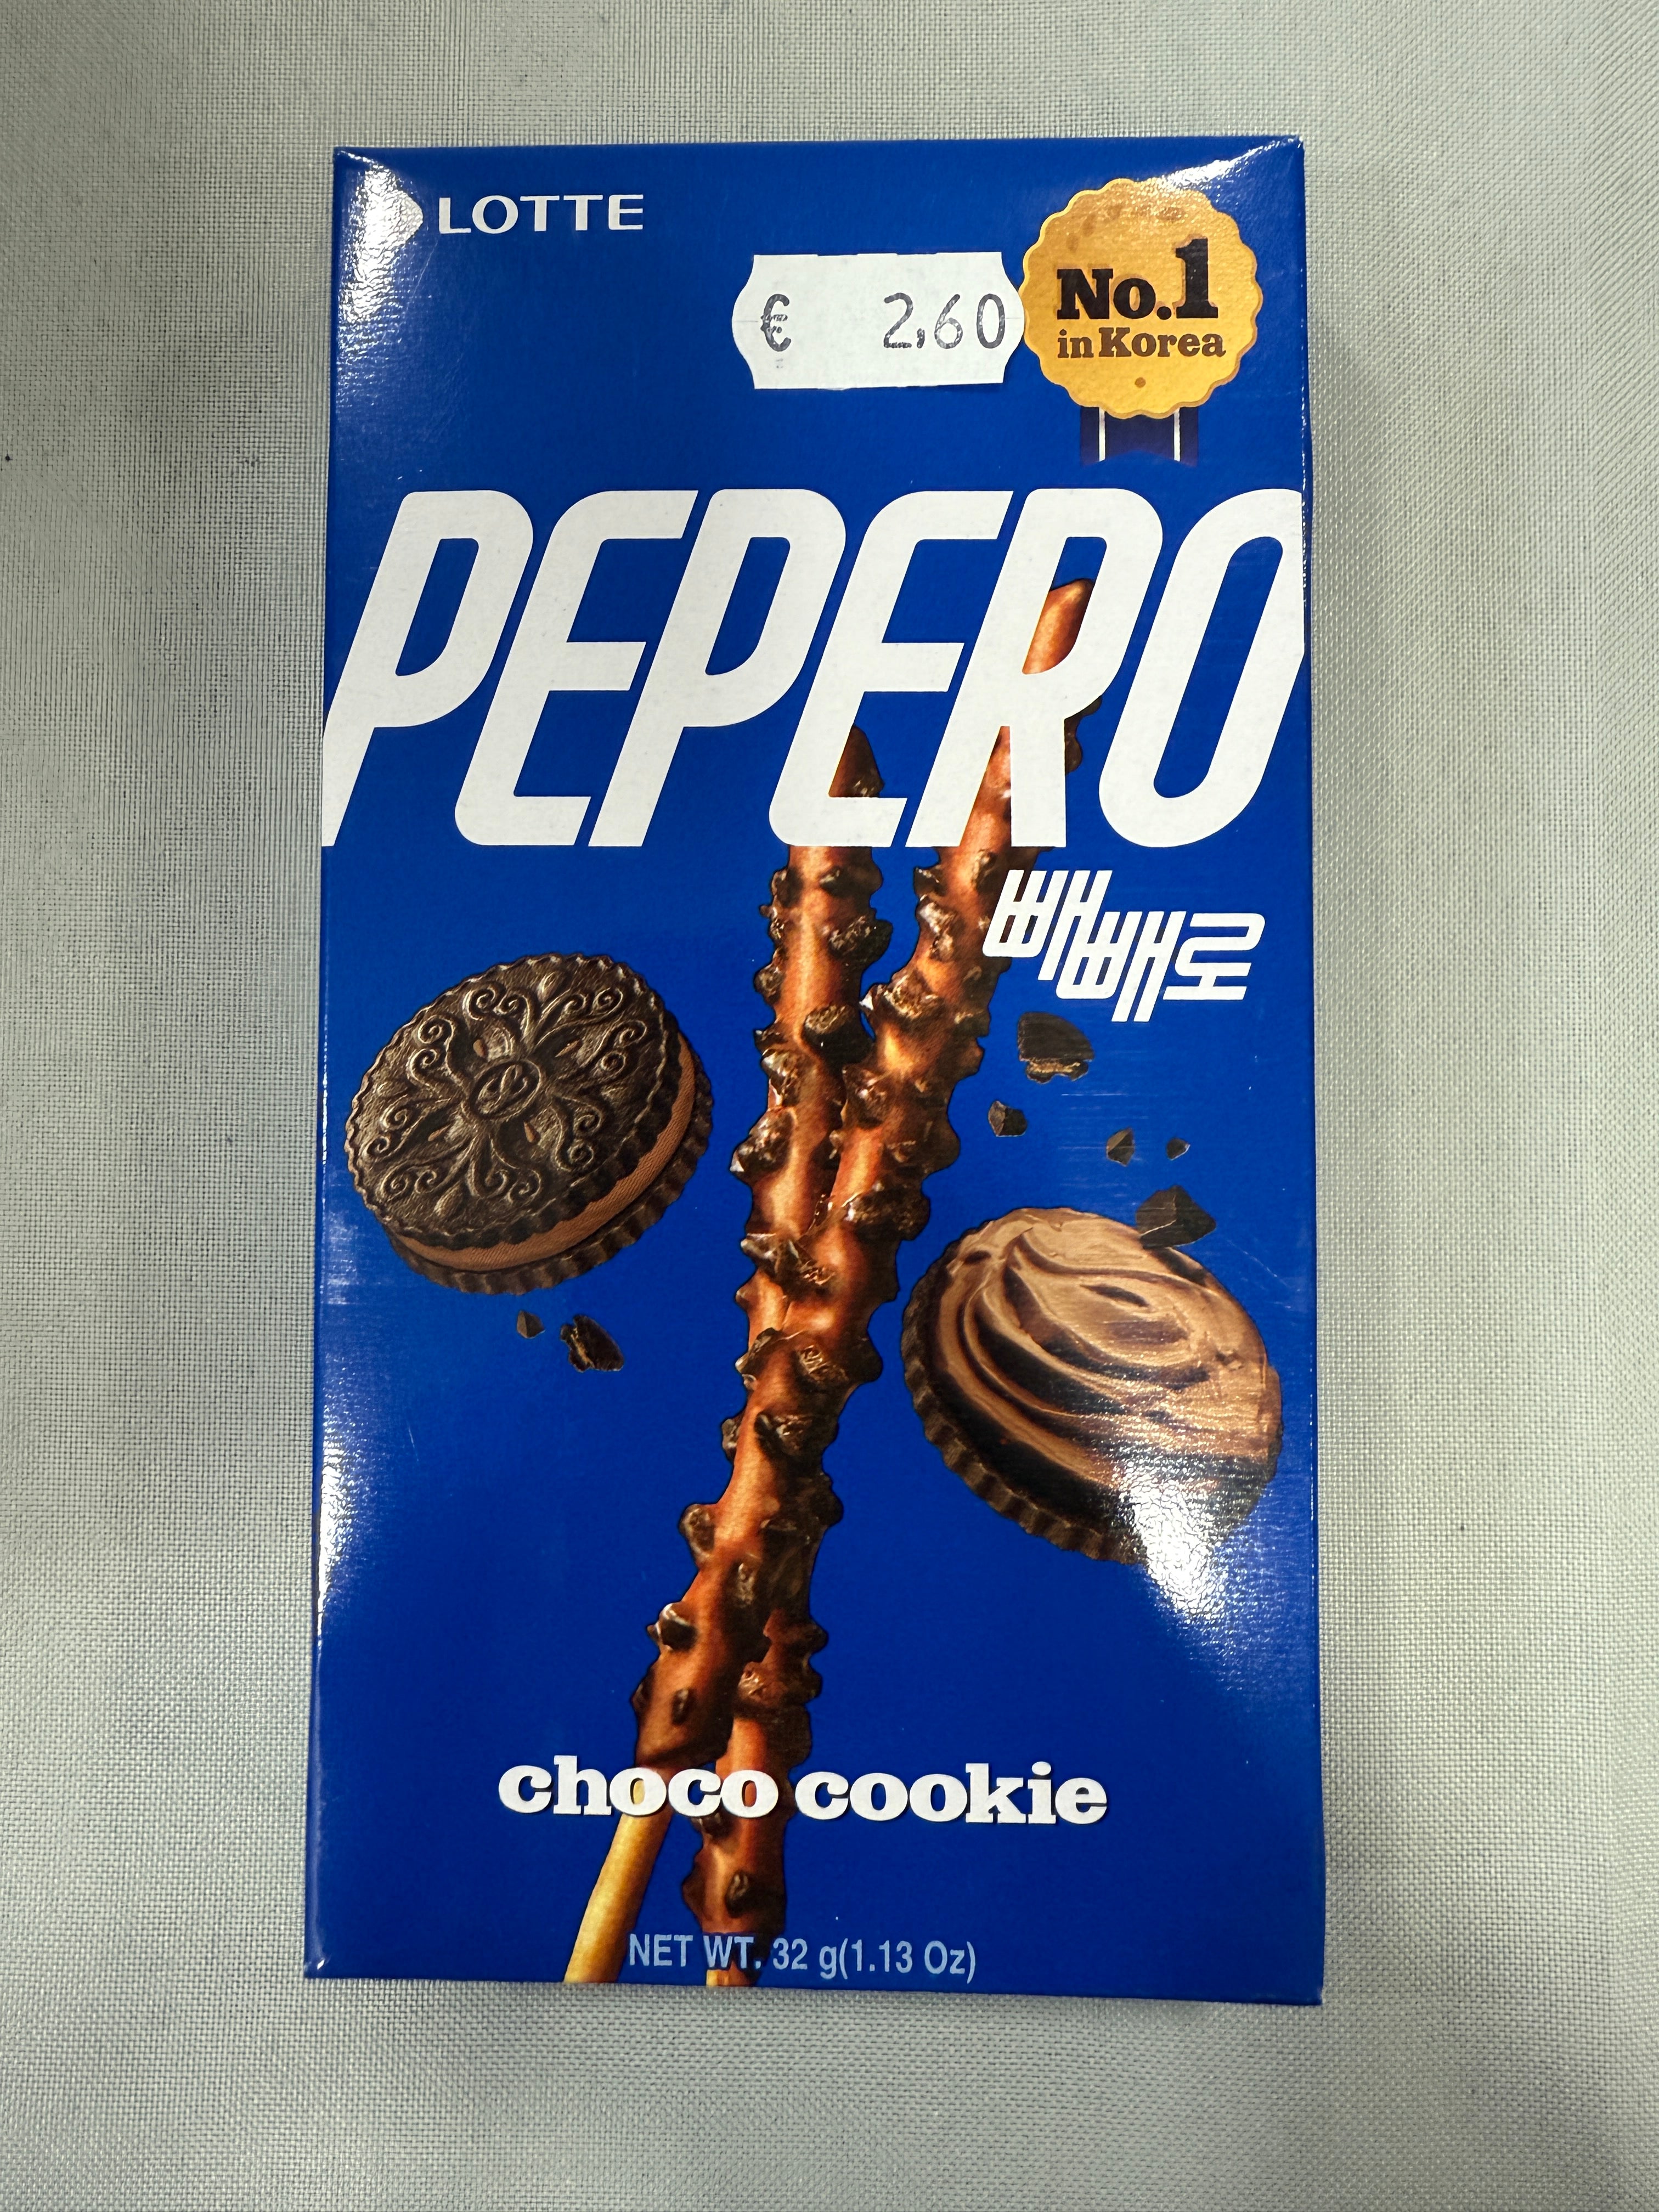 LOTTE
€ 2,60
No.1
in Korea
PEPERO
빼빼로
choco cookie
NET WT. 32 g(1.13 Oz)